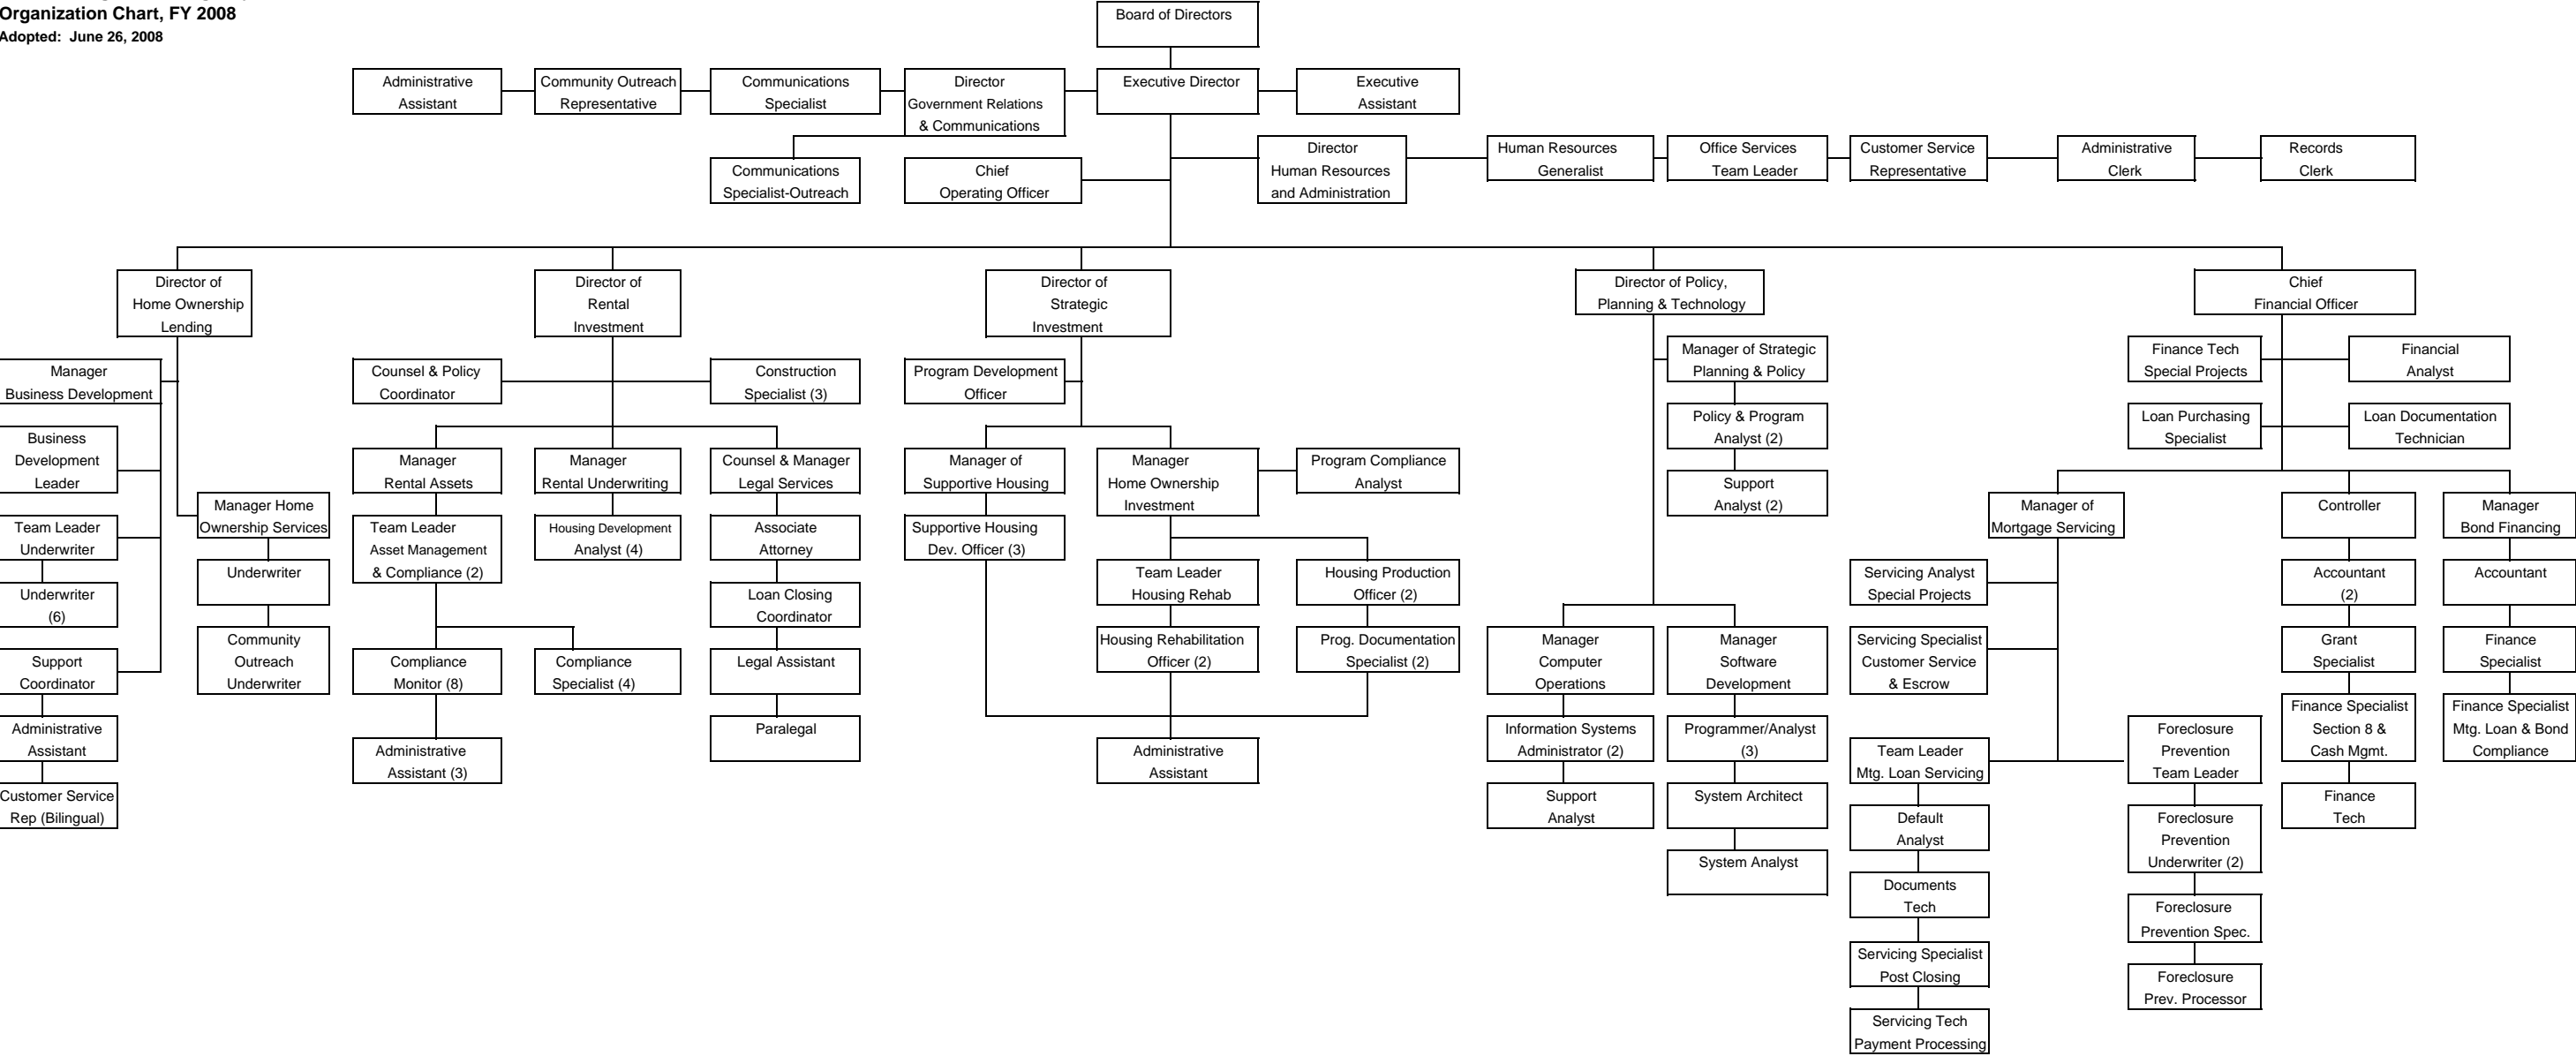 Organization Chart, FY 2008
Adopted: June 26, 2008
Board of Directors
Administrative
Assistant
Community Outreach
Representative
Communications
Specialist
Director
Government Relations
& Communications
Executive Director
Executive
Assistant
Communications
Specialist-Outreach
Chief
Operating Officer
Director
Human Resources
and Administration
Human Resources
Generalist
Office Services
Team Leader
Customer Service
Representative
Administrative
Clerk
Records
Clerk
Director of
Home Ownership
Lending
Director of
Rental
Investment
Director of
Strategic
Investment
Director of Policy,
Planning & Technology
Chief
Financial Officer
Manager
Business Development
Business
Development
Leader
Team Leader
Underwriter
Underwriter
(6)
Support
Coordinator
Administrative
Assistant
Customer Service
Rep (Bilingual)
Manager Home
Ownership Services
Underwriter
Community
Outreach
Underwriter
Counsel & Policy
Coordinator
Construction
Specialist (3)
Manager
Rental Assets
Team Leader
Asset Management
& Compliance (2)
Compliance
Monitor (8)
Compliance
Specialist (4)
Administrative
Assistant (3)
Manager
Rental Underwriting
Housing Development
Analyst (4)
Counsel & Manager
Legal Services
Associate
Attorney
Loan Closing
Coordinator
Legal Assistant
Paralegal
Program Development
Officer
Manager of
Supportive Housing
Supportive Housing
Dev. Officer (3)
Manager
Home Ownership
Investment
Program Compliance
Analyst
Team Leader
Housing Rehab
Housing Rehabilitation
Officer (2)
Housing Production
Officer (2)
Prog. Documentation
Specialist (2)
Administrative
Assistant
Manager of Strategic
Planning & Policy
Policy & Program
Analyst (2)
Support
Analyst (2)
Manager
Computer
Operations
Information Systems
Administrator (2)
Support
Analyst
Manager
Software
Development
Programmer/Analyst
(3)
System Architect
System Analyst
Finance Tech
Special Projects
Financial
Analyst
Loan Purchasing
Specialist
Loan Documentation
Technician
Manager of
Mortgage Servicing
Servicing Analyst
Special Projects
Servicing Specialist
Customer Service
& Escrow
Team Leader
Mtg. Loan Servicing
Default
Analyst
Documents
Tech
Servicing Specialist
Post Closing
Servicing Tech
Payment Processing
Foreclosure
Prevention
Team Leader
Foreclosure
Prevention
Underwriter (2)
Foreclosure
Prevention Spec.
Foreclosure
Prev. Processor
Controller
Accountant
(2)
Grant
Specialist
Finance Specialist
Section 8 &
Cash Mgmt.
Finance
Tech
Manager
Bond Financing
Accountant
Finance
Specialist
Finance Specialist
Mtg. Loan & Bond
Compliance